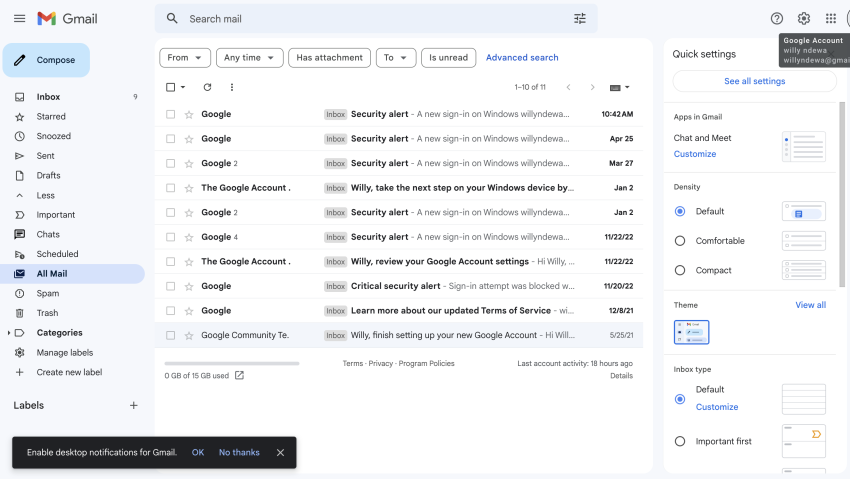 Gmail
Search mail
Google Account
willy ndewa
willyndewa@gmai
Compose
Inbox 9
Starred
Snoozed
Sent
Drafts
Less
Important
Chats
Scheduled
All Mail
Spam
Trash
Categories
Manage labels
Create new label
Labels
From Any time Has attachment To Is unread Advanced search
1–10 of 11
Google Inbox Security alert - A new sign-in on Windows willyndewa... 10:42 AM
Google Inbox Security alert - A new sign-in on Windows willyndewa... Apr 25
Google 2 Inbox Security alert - A new sign-in on Windows willyndewa... Mar 27
The Google Account . Inbox Willy, take the next step on your Windows device by... Jan 2
Google 2 Inbox Security alert - A new sign-in on Windows willyndewa... Jan 2
Google 4 Inbox Security alert - A new sign-in on Windows willyndewa... 11/22/22
The Google Account . Inbox Willy, review your Google Account settings - Hi Willy, ... 11/22/22
Google Inbox Critical security alert - Sign-in attempt was blocked w... 11/20/22
Google Inbox Learn more about our updated Terms of Service - wi... 12/8/21
Google Community Te. Inbox Willy, finish setting up your new Google Account - Hi Will... 5/25/21
0 GB of 15 GB used
Terms · Privacy · Program Policies
Last account activity: 18 hours ago
Details
Quick settings
See all settings
Apps in Gmail
Chat and Meet
Customize
Density
Default
Comfortable
Compact
Theme View all
Inbox type
Default
Customize
Important first
Enable desktop notifications for Gmail. OK No thanks